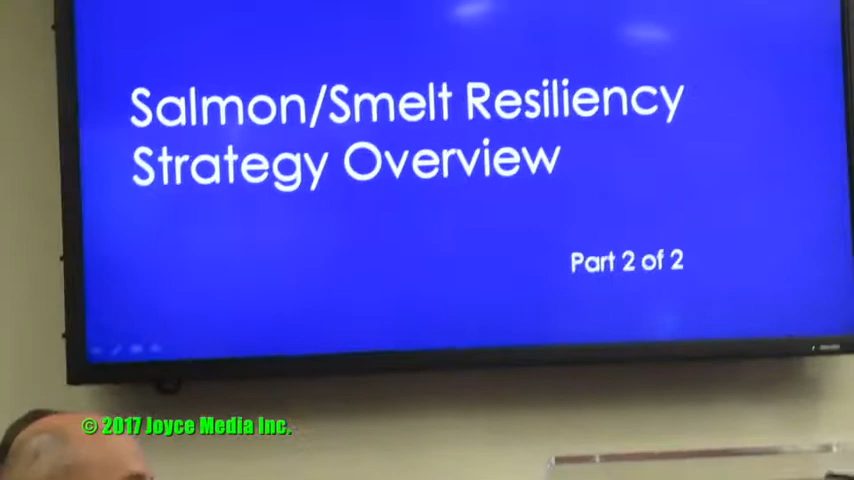 Salmon/Smelt Resiliency
Strategy Overview
Part 2 of 2
© 2017 Joyce Media Inc.